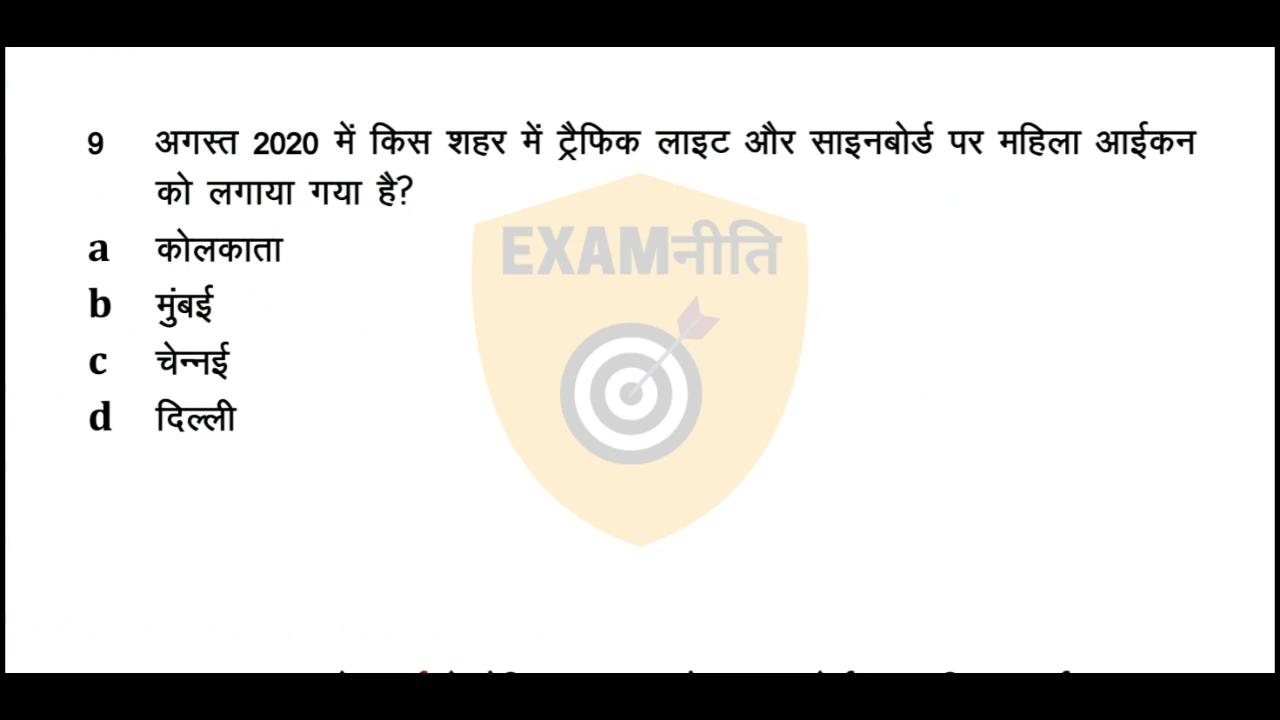 9 अगस्त 2020 में किस शहर में ट्रैफिक लाइट और साइनबोर्ड पर महिला आईकन
को लगाया गया है?
EXAMनीति
a कोलकाता
b मुंबई
c चेन्नई
d दिल्ली